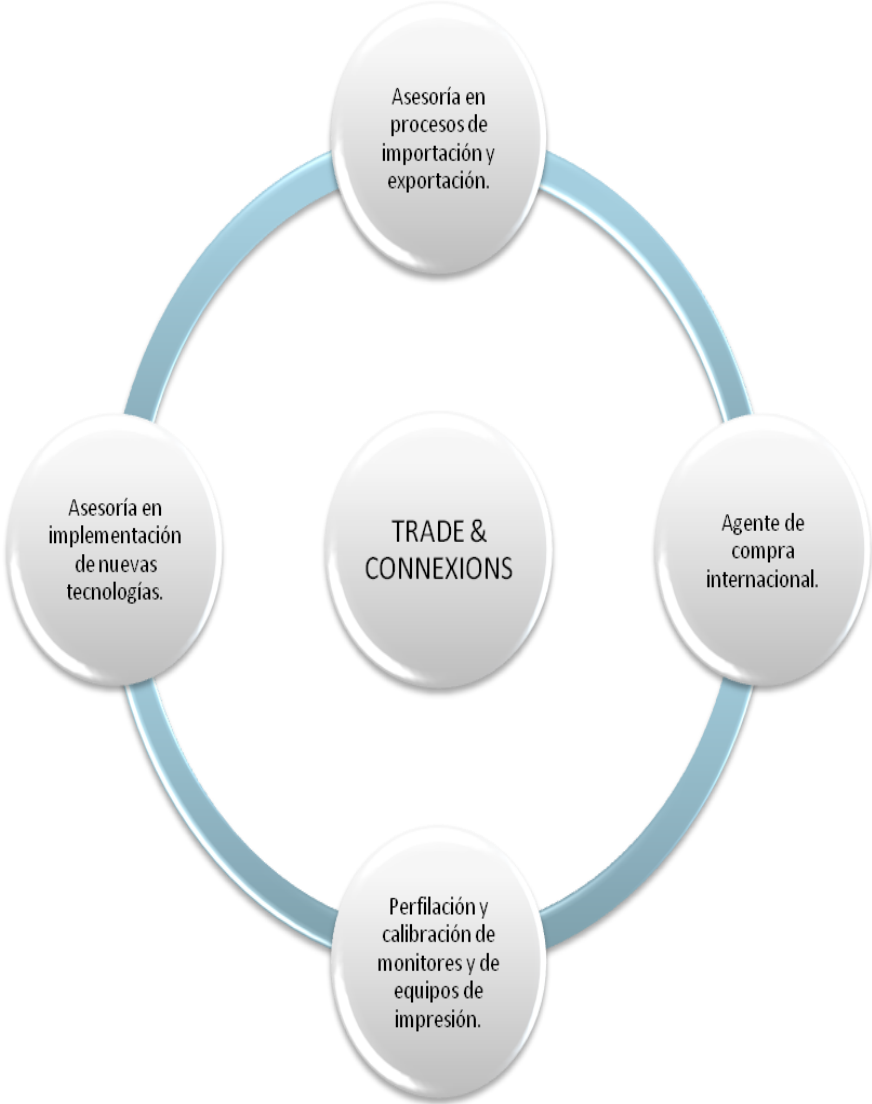 Asesoría en
procesos de
importación y
exportación.
Asesoría en
implementación
de nuevas
tecnologías.
TRADE &
CONNEXIONS
Agente de
compra
internacional.
Perfilación y
calibración de
monitores y de
equipos de
impresión.